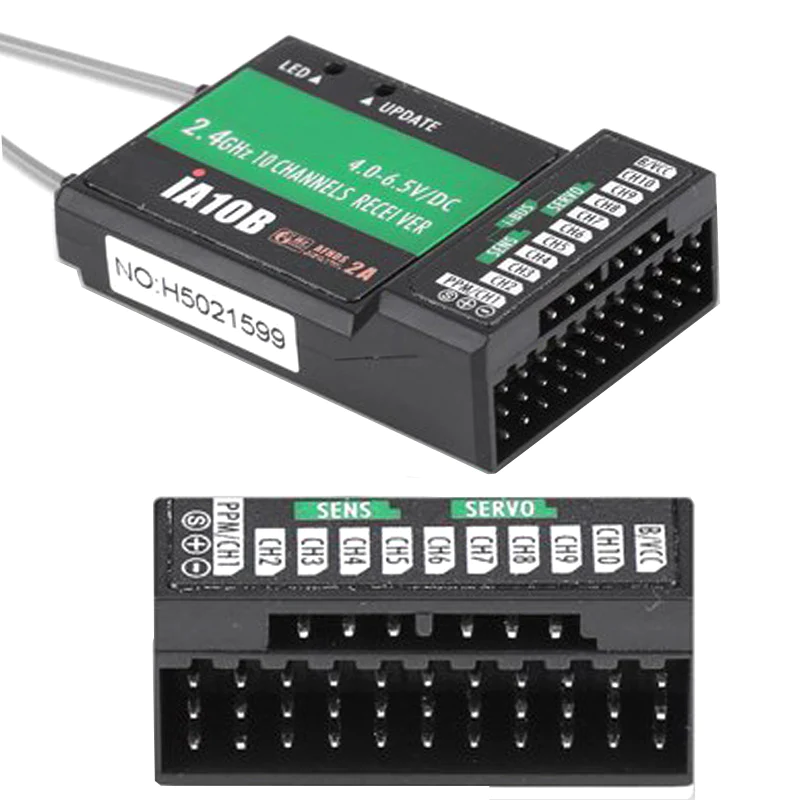 LED▲
▲ UPDATE
2.4GHz 10 CHANNELS RECEIVER
4.0-6.5V/DC
iA10B
AFHDS 2A
NO:H5021599
i-BUS
SENS
SERVO
B/VCC
CH10
CH9
CH8
CH7
CH6
CH5
CH4
CH3
CH2
PPM/CH1
S + -
SENS
SERVO
S + -
PPM/CH1
CH2
CH3
CH4
CH5
CH6
CH7
CH8
CH9
CH10
B/VCC